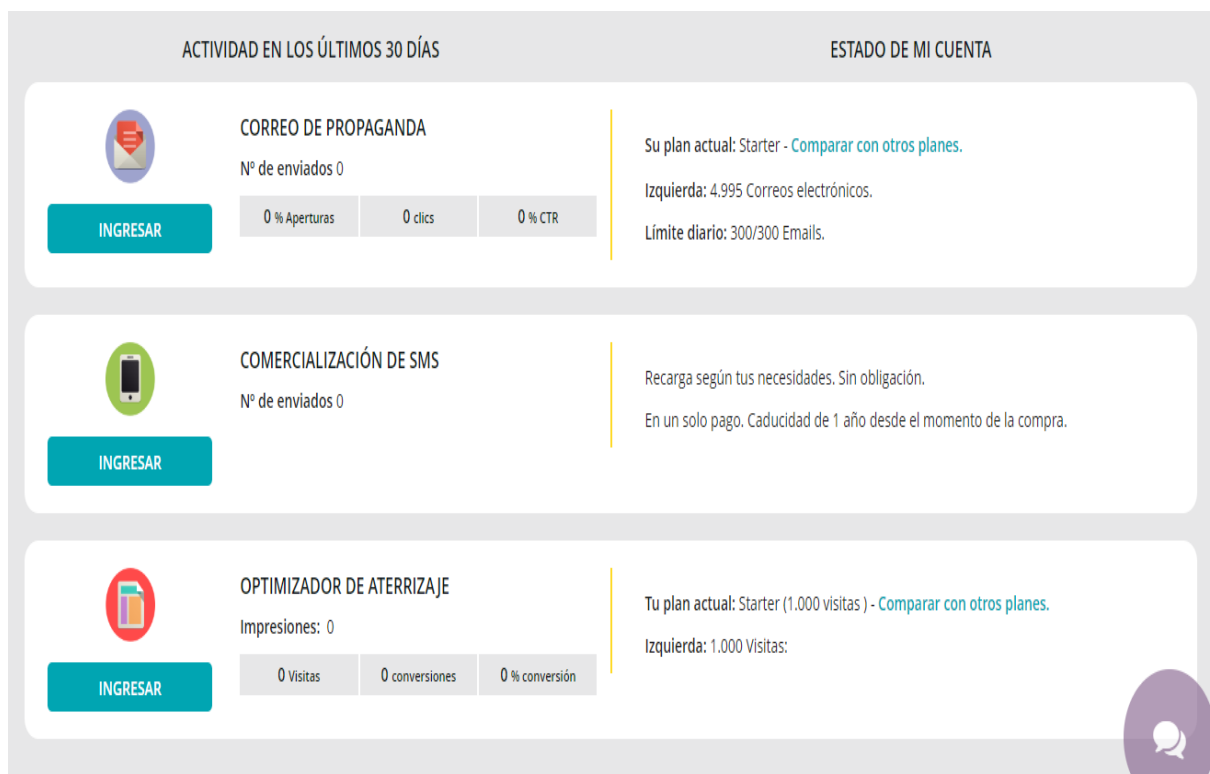 ACTIVIDAD EN LOS ÚLTIMOS 30 DÍAS
ESTADO DE MI CUENTA
CORREO DE PROPAGANDA
Nº de enviados 0
0 % Aperturas
0 clics
0 % CTR
INGRESAR
Su plan actual: Starter - Comparar con otros planes.
Izquierda: 4.995 Correos electrónicos.
Límite diario: 300/300 Emails.
COMERCIALIZACIÓN DE SMS
Nº de enviados 0
INGRESAR
Recarga según tus necesidades. Sin obligación.
En un solo pago. Caducidad de 1 año desde el momento de la compra.
OPTIMIZADOR DE ATERRIZAJE
Impresiones: 0
0 Visitas
0 conversiones
0 % conversión
INGRESAR
Tu plan actual: Starter (1.000 visitas ) - Comparar con otros planes.
Izquierda: 1.000 Visitas: